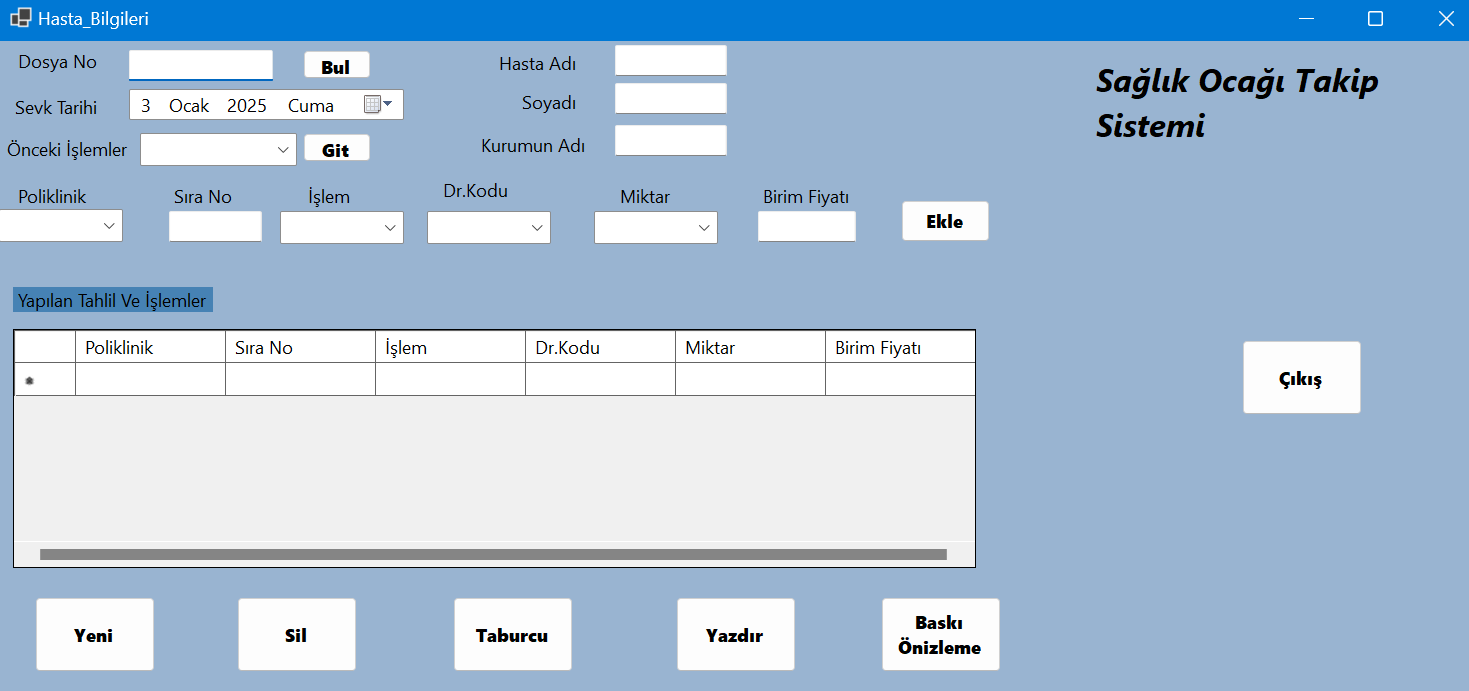 Hasta_Bilgileri
Dosya No
Bul
Hasta Adı
Sağlık Ocağı Takip
Sistemi
Sevk Tarihi
3 Ocak 2025 Cuma
Soyadı
Önceki İşlemler
Git
Kurumun Adı
Poliklinik
Sıra No
İşlem
Dr.Kodu
Miktar
Birim Fiyatı
Ekle
Yapılan Tahlil Ve İşlemler
Poliklinik Sıra No İşlem Dr.Kodu Miktar Birim Fiyatı
Çıkış
Yeni
Sil
Taburcu
Yazdır
Baskı
Önizleme